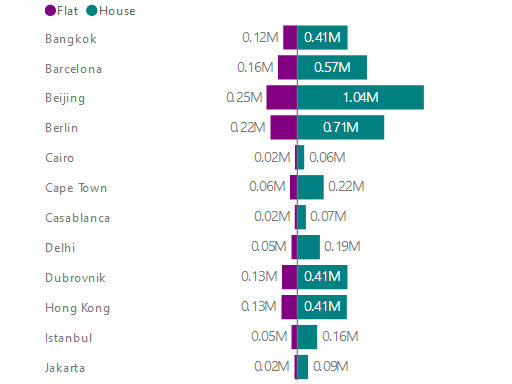 Flat House
Bangkok 0.12M 0.41M
Barcelona 0.16M 0.57M
Beijing 0.25M 1.04M
Berlin 0.22M 0.71M
Cairo 0.02M 0.06M
Cape Town 0.06M 0.22M
Casablanca 0.02M 0.07M
Delhi 0.05M 0.19M
Dubrovnik 0.13M 0.41M
Hong Kong 0.13M 0.41M
Istanbul 0.05M 0.16M
Jakarta 0.02M 0.09M